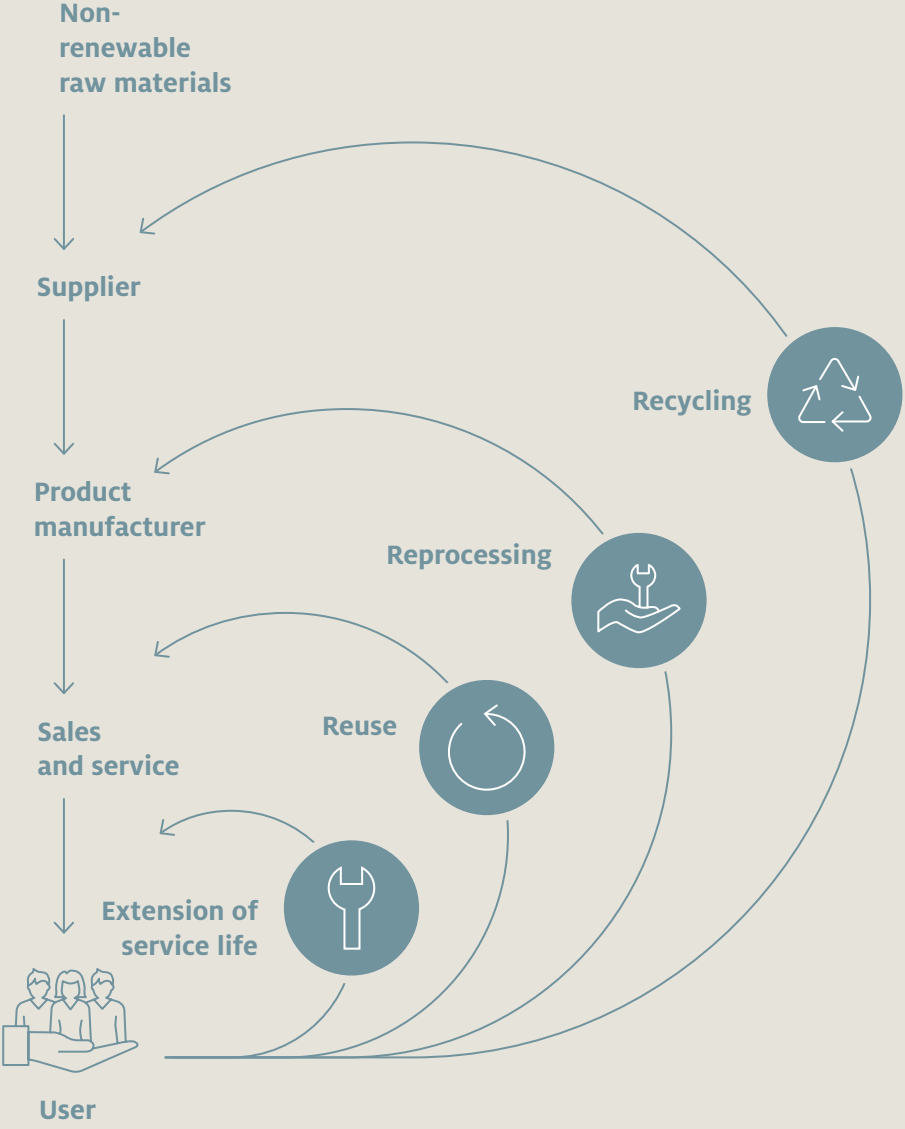 Non-
renewable
raw materials
Supplier
Recycling
Product
manufacturer
Reprocessing
Reuse
Sales
and service
Extension of
service life
User